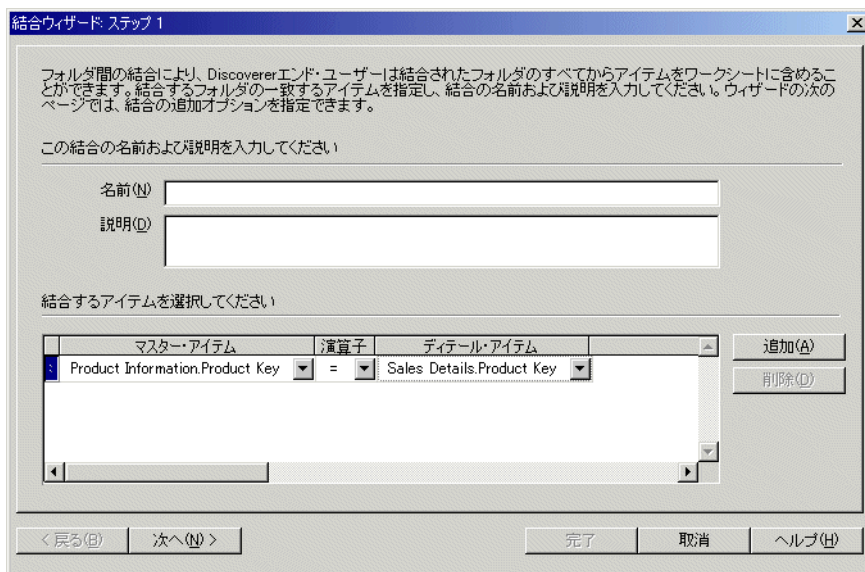 結合ウィザード: ステップ 1
フォルダ間の結合により、Discovererエンド・ユーザーは結合されたフォルダのすべてからアイテムをワークシートに含めるこ
とができます。結合するフォルダの一致するアイテムを指定し、結合の名前および説明を入力してください。ウィザードの次の
ページでは、結合の追加オプションを指定できます。
この結合の名前および説明を入力してください
名前(N)
説明(D)
結合するアイテムを選択してください
マスター・アイテム 演算子 ディテール・アイテム
Product Information.Product Key = Sales Details.Product Key
追加(A)
削除(D)
< 戻る(B) 次へ(N) > 完了 取消 ヘルプ(H)